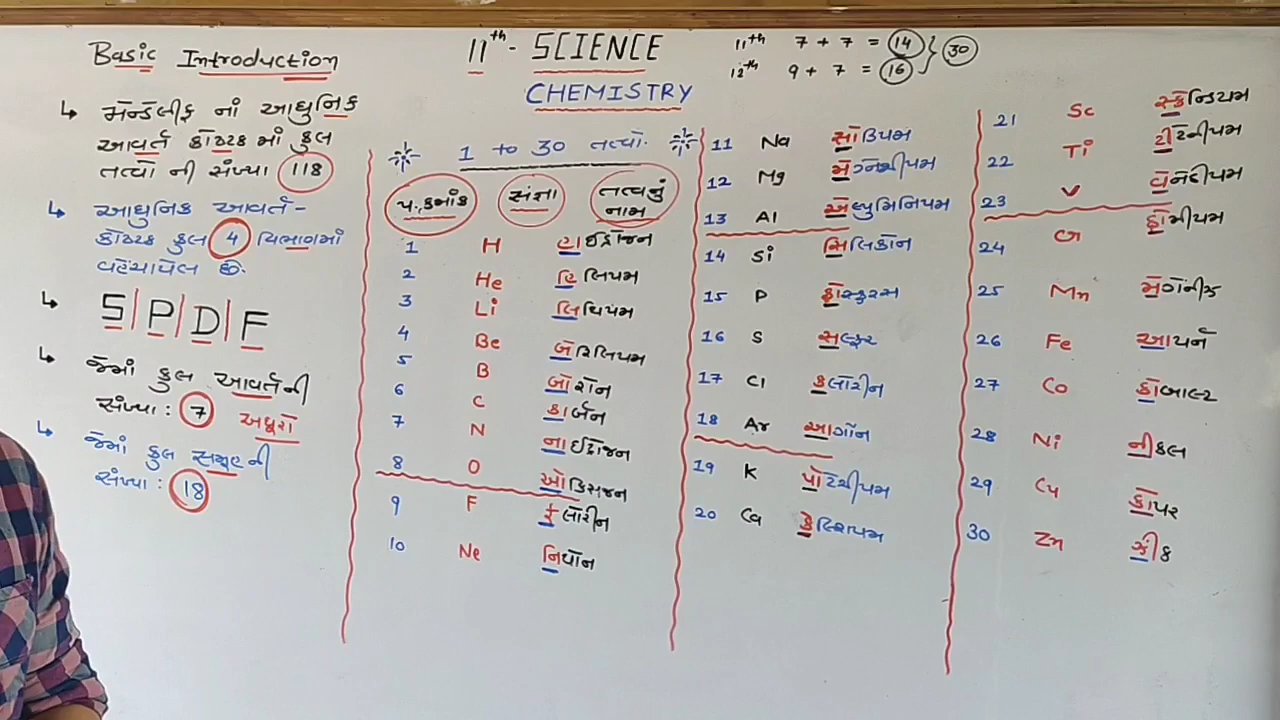 Basic Introduction
↳ મેન્ડેલીફ નાં આધુનિક
આવર્ત કોષ્ટક માં કુલ
તત્વો ની સંખ્યા 118
↳ આધુનિક આવર્ત-
કોષ્ટક કુલ 4 વિભાગમાં
વહેંચાયેલ છે.
↳ S|P|D|F
↳ જેમાં કુલ આવર્તની
સંખ્યા : 7 અધૂરો
↳ જેમાં કુલ સમૂહની
સંખ્યા : 18
11th - SCIENCE
CHEMISTRY
11th 7 + 7 = 14
12th 9 + 7 = 16 } 30
1 to 30 તત્વો.
પ.ક્રમાંક સંજ્ઞા તત્વનું નામ
1 H હાઈડ્રોજન
2 He હિલિયમ
3 Li લિથિયમ
4 Be બેરિલિયમ
5 B બોરોન
6 C કાર્બન
7 N નાઈટ્રોજન
8 O ઓક્સિજન
9 F ફ્લોરીન
10 Ne નિયોન
11 Na સોડિયમ
12 Mg મેગ્નેશીયમ
13 Al એલ્યુમિનિયમ
14 Si સિલિકોન
15 P ફોસ્ફરસ
16 S સલ્ફર
17 Cl ક્લોરીન
18 Ar આર્ગોન
19 K પોટેશીયમ
20 Ca કેલ્શિયમ
21 Sc સ્કેન્ડિયમ
22 Ti ટીટેનીયમ
23 V વેનેદીયમ
24 Cr ક્રોમીયમ
25 Mn મેંગેનીઝ
26 Fe આયર્ન
27 Co કોબાલ્ટ
28 Ni નીકલ
29 Cu કોપર
30 Zn ઝીંક